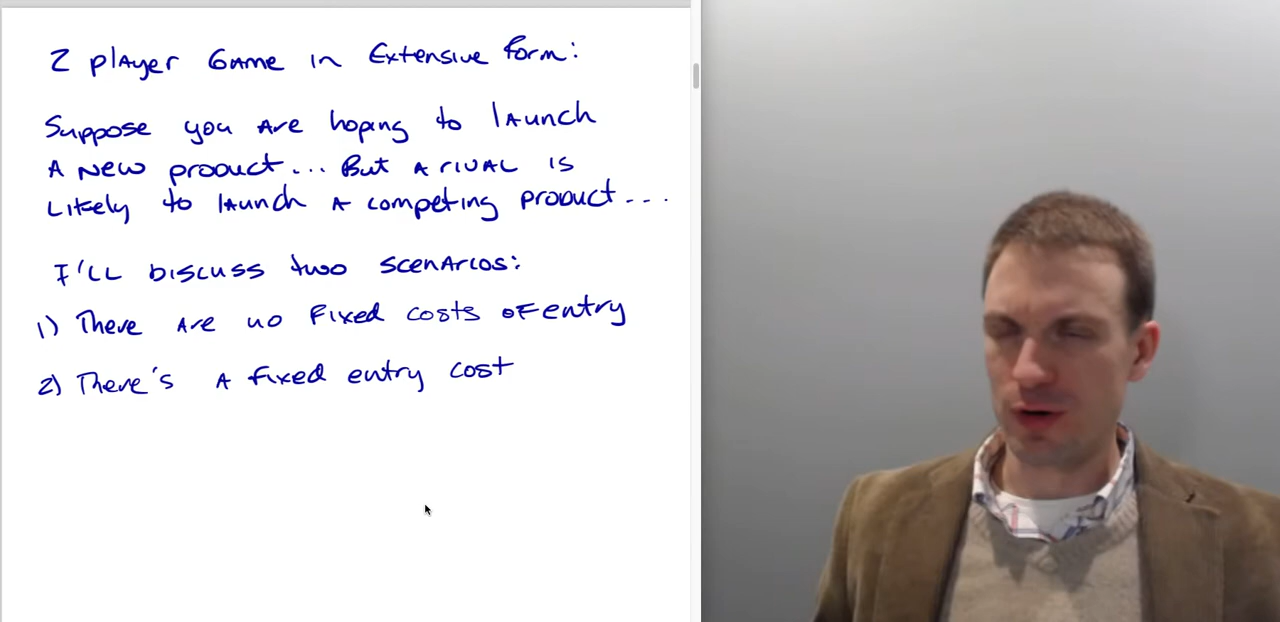 2 player Game in Extensive form:
Suppose you are hoping to launch
A new product... But A rival is
Likely to launch A competing product...
I'll discuss two scenarios:
1) There are no Fixed costs of entry
2) There's A fixed entry cost